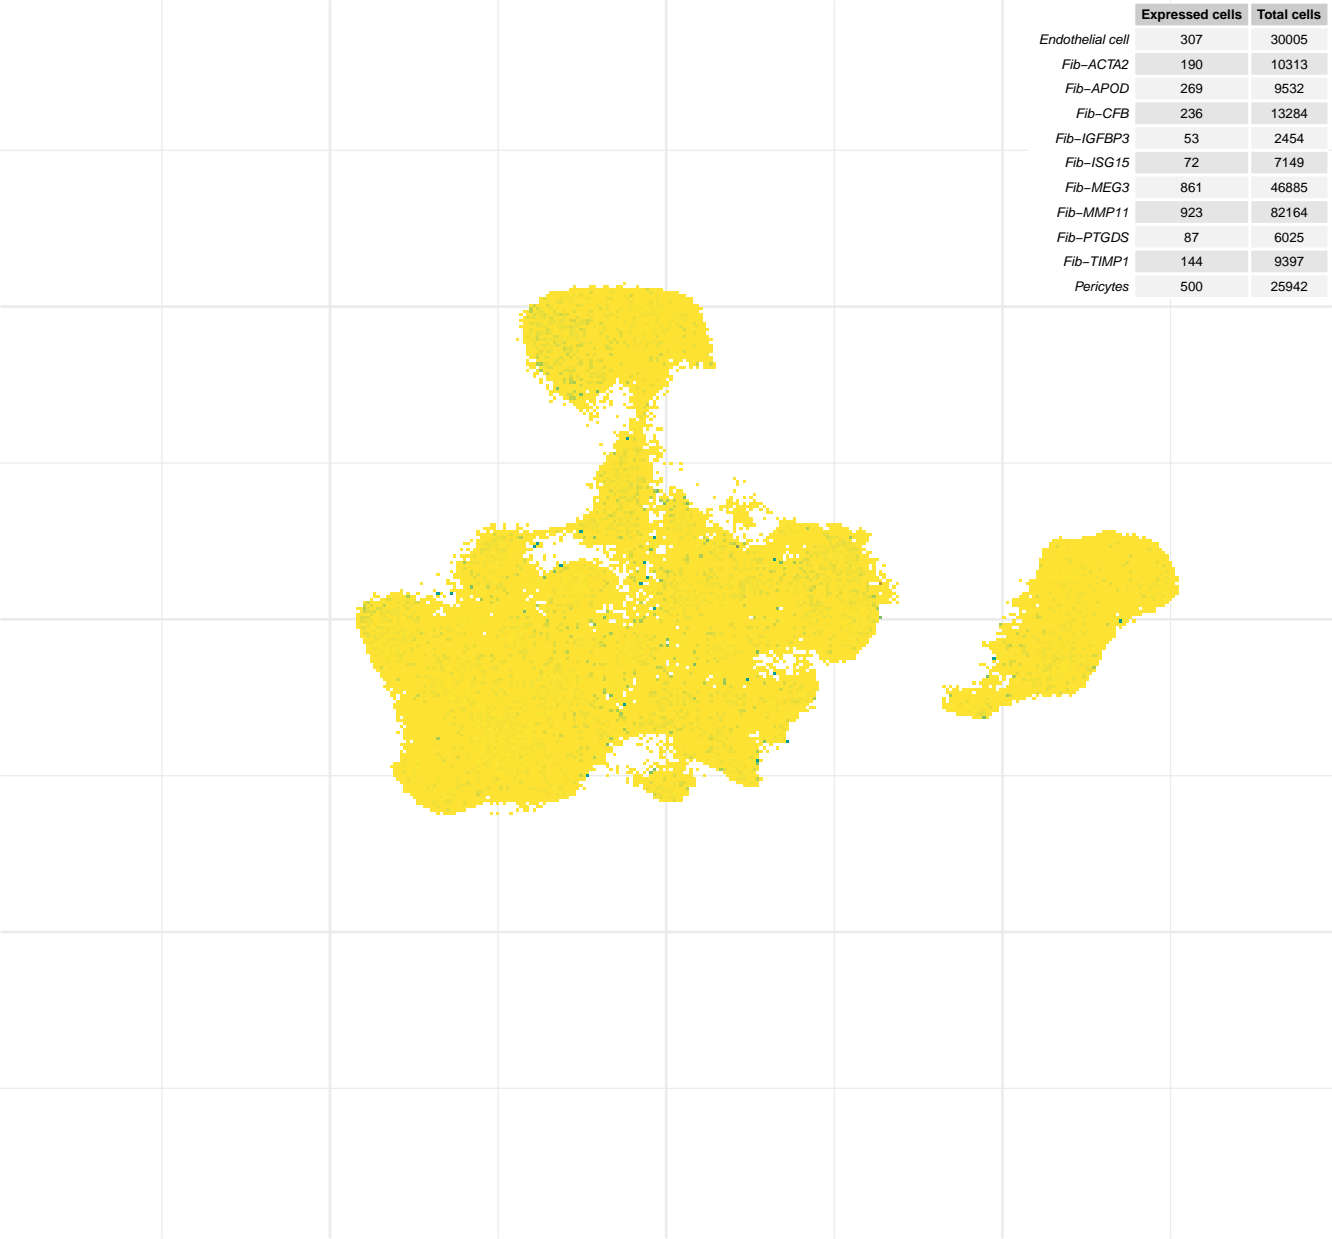 Expressed cells Total cells
Endothelial cell 307 30005
Fib−ACTA2 190 10313
Fib−APOD 269 9532
Fib−CFB 236 13284
Fib−IGFBP3 53 2454
Fib−ISG15 72 7149
Fib−MEG3 861 46885
Fib−MMP11 923 82164
Fib−PTGDS 87 6025
Fib−TIMP1 144 9397
Pericytes 500 25942